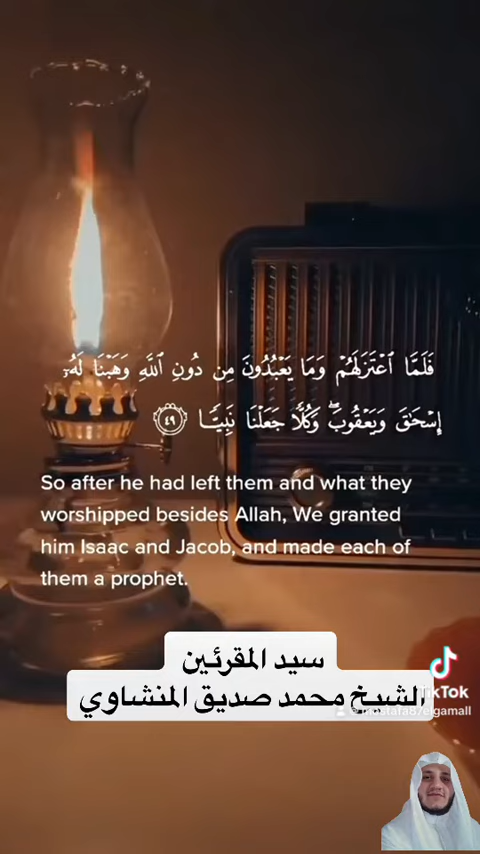 فَلَمَّا ٱعْتَزَلَهُمْ وَمَا يَعْبُدُونَ مِن دُونِ ٱللَّهِ وَهَبْنَا لَهُۥٓ
إِسْحَٰقَ وَيَعْقُوبَ ۖ وَكُلًّا جَعَلْنَا نَبِيًّا ٤٩
So after he had left them and what they
worshipped besides Allah, We granted
him Isaac and Jacob, and made each of
them a prophet.
سيد المقرئين
الشيخ محمد صديق المنشاوي
TikTok